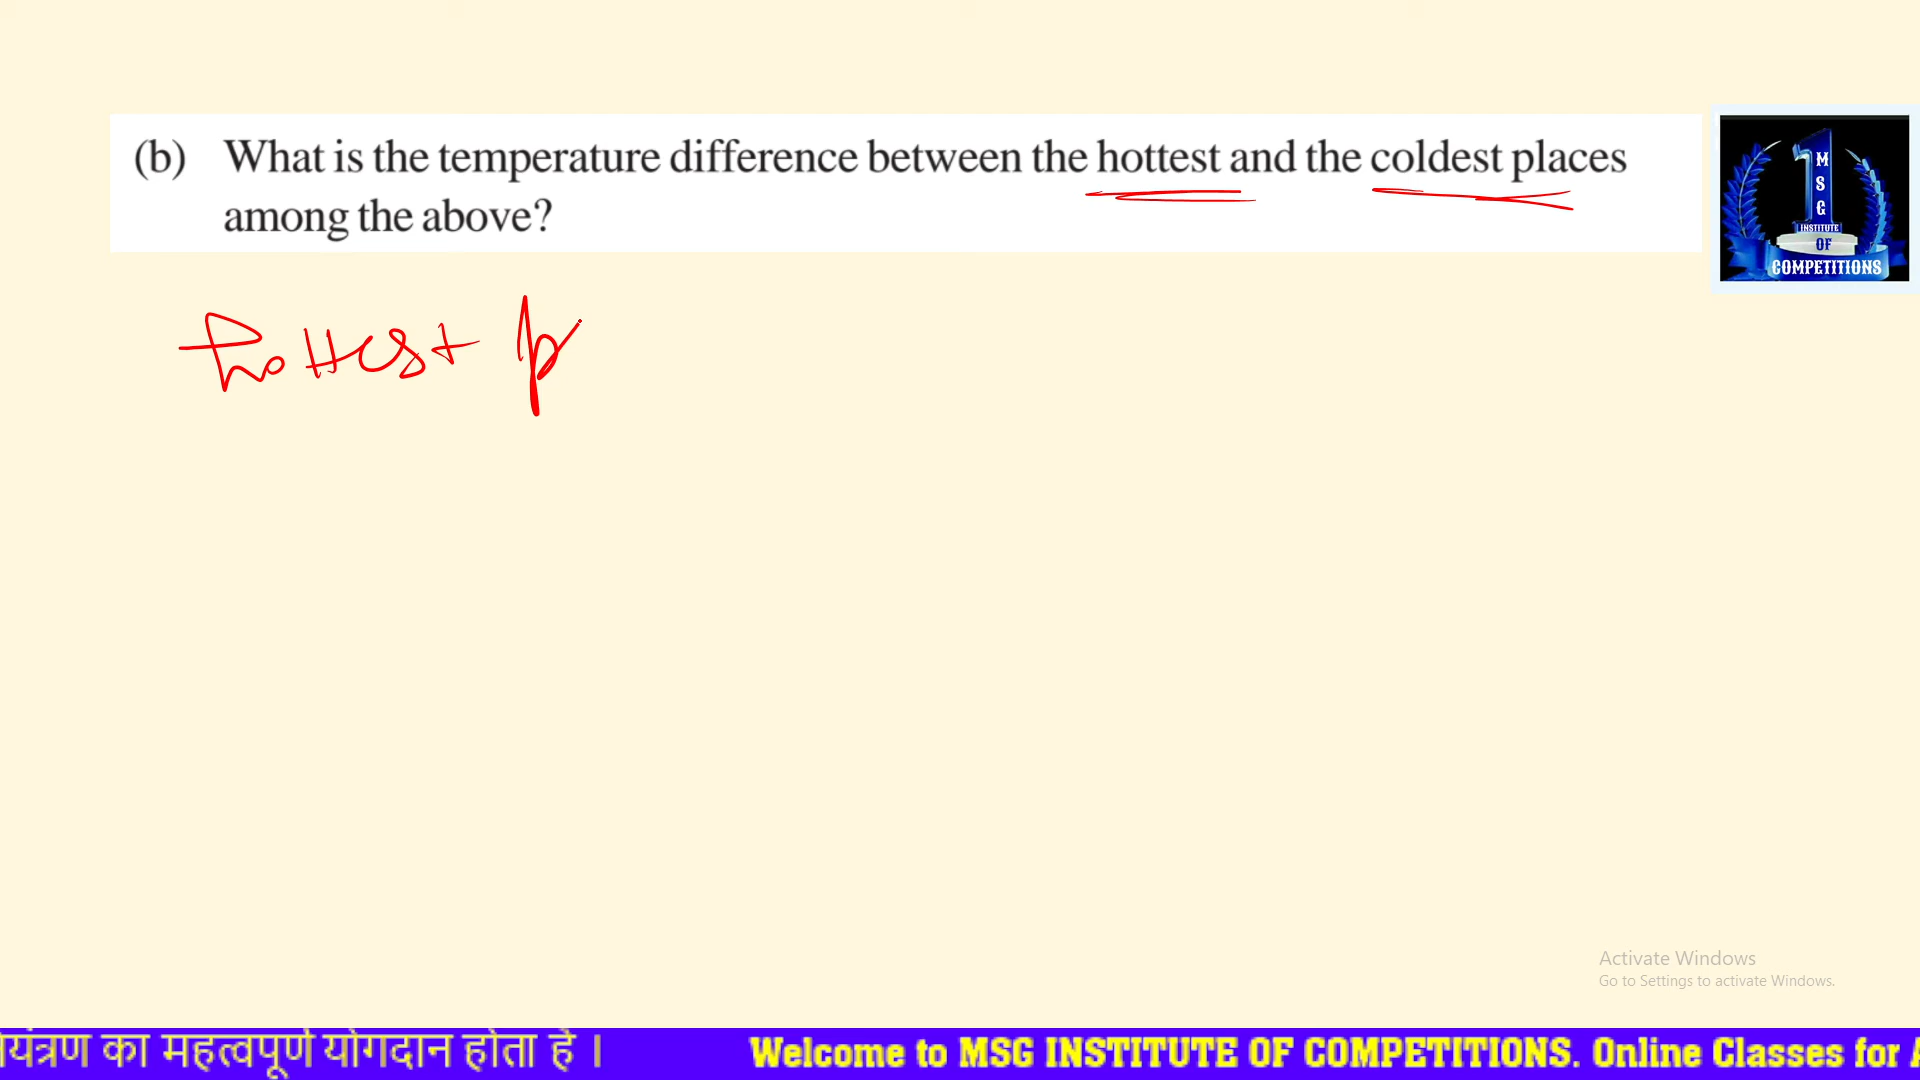 (b) What is the temperature difference between the hottest and the coldest places
among the above?
1
M
S
G
INSTITUTE
OF
COMPETITIONS
hottest p
Activate Windows
Go to Settings to activate Windows.
का महत्वपूर्ण योगदान होता है । Welcome to MSG INSTITUTE OF COMPETITIONS. Online Classes for